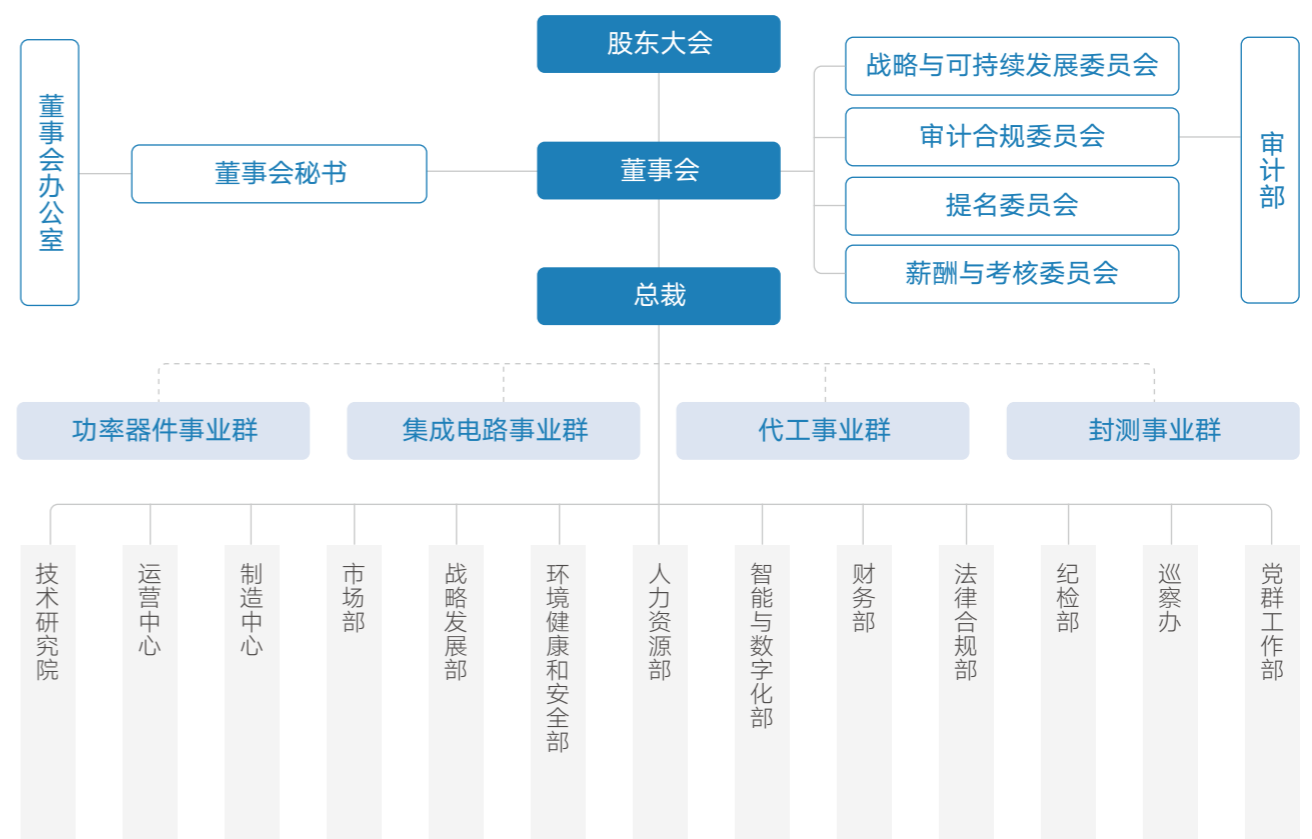 股东大会
董事会办公室
董事会秘书
董事会
战略与可持续发展委员会
审计合规委员会
提名委员会
薪酬与考核委员会
审计部
总裁
功率器件事业群
集成电路事业群
代工事业群
封测事业群
技术研究院
运营中心
制造中心
市场部
战略发展部
环境健康和安全部
人力资源部
智能与数字化部
财务部
法律合规部
纪检部
巡察办
党群工作部